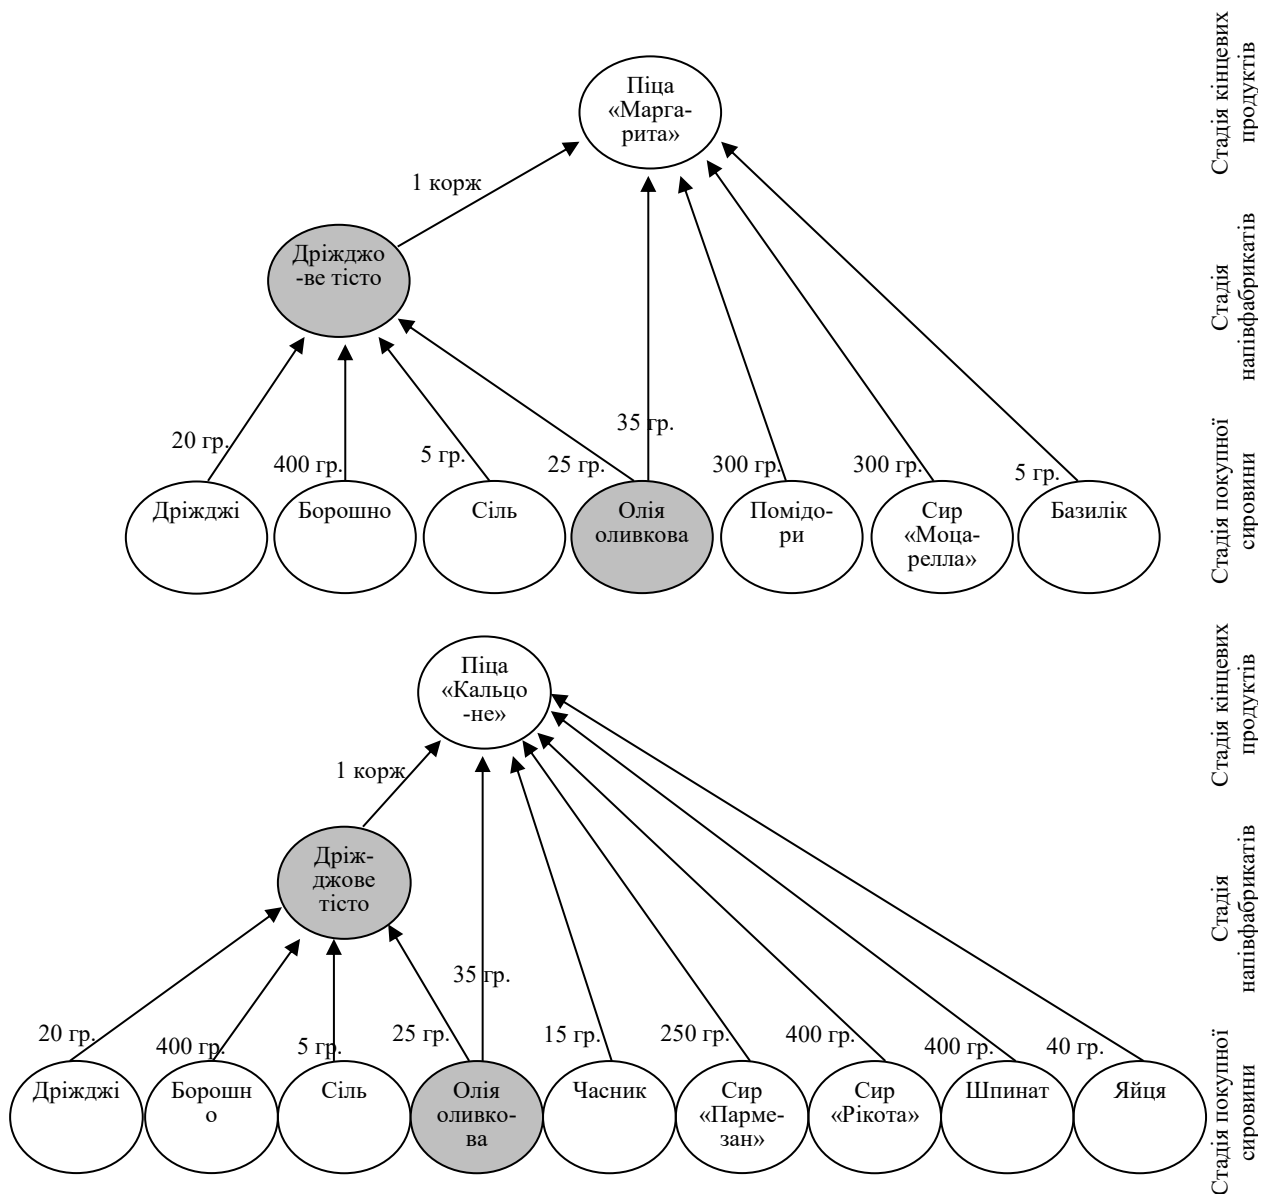 Піца
«Марга-
рита»
Стадія кінцевих
продуктів
1 корж
Дріжджо
-ве тісто
Стадія
напівфабрикатів
20 гр.
400 гр.
5 гр.
25 гр.
35 гр.
300 гр.
300 гр.
5 гр.
Дріжджі
Борошно
Сіль
Олія
оливкова
Помідо-
ри
Сир
«Моца-
релла»
Базилік
Стадія покупної
сировини
Піца
«Кальцо
-не»
Стадія кінцевих
продуктів
1 корж
Дріж-
джове
тісто
Стадія
напівфабрикатів
20 гр.
400 гр.
5 гр.
25 гр.
35 гр.
15 гр.
250 гр.
400 гр.
400 гр.
40 гр.
Дріжджі
Борошн
о
Сіль
Олія
оливко-
ва
Часник
Сир
«Парме-
зан»
Сир
«Рікота»
Шпинат
Яйця
Стадія покупної
сировини